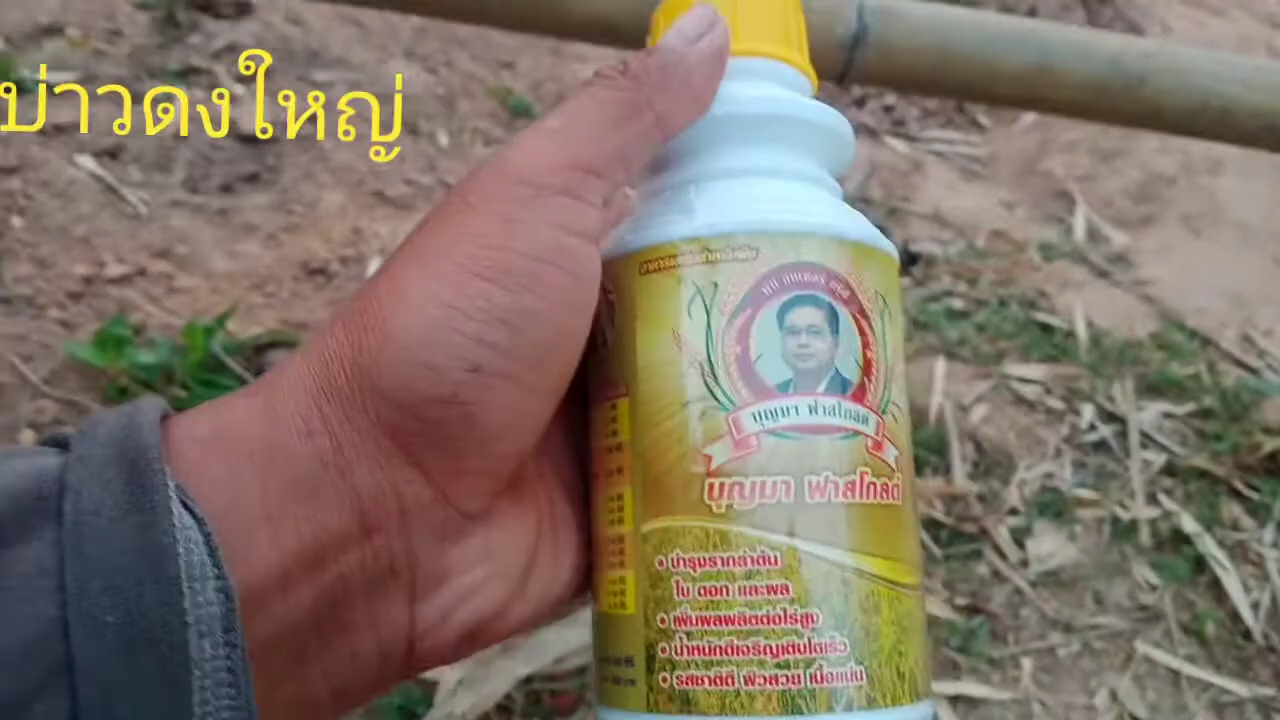 บ่าวดงใหญ่
บุญมา ฟาสโกลด์
บุญมา ฟาสโกลด์
• บำรุงรากลำต้น
ใบ ดอก และผล
• เพิ่มผลผลิตต่อไร่สูง
• น้ำหนักดีเจริญเติบโตเร็ว
• รสชาติดี ผิวสวย เนื้อแน่น